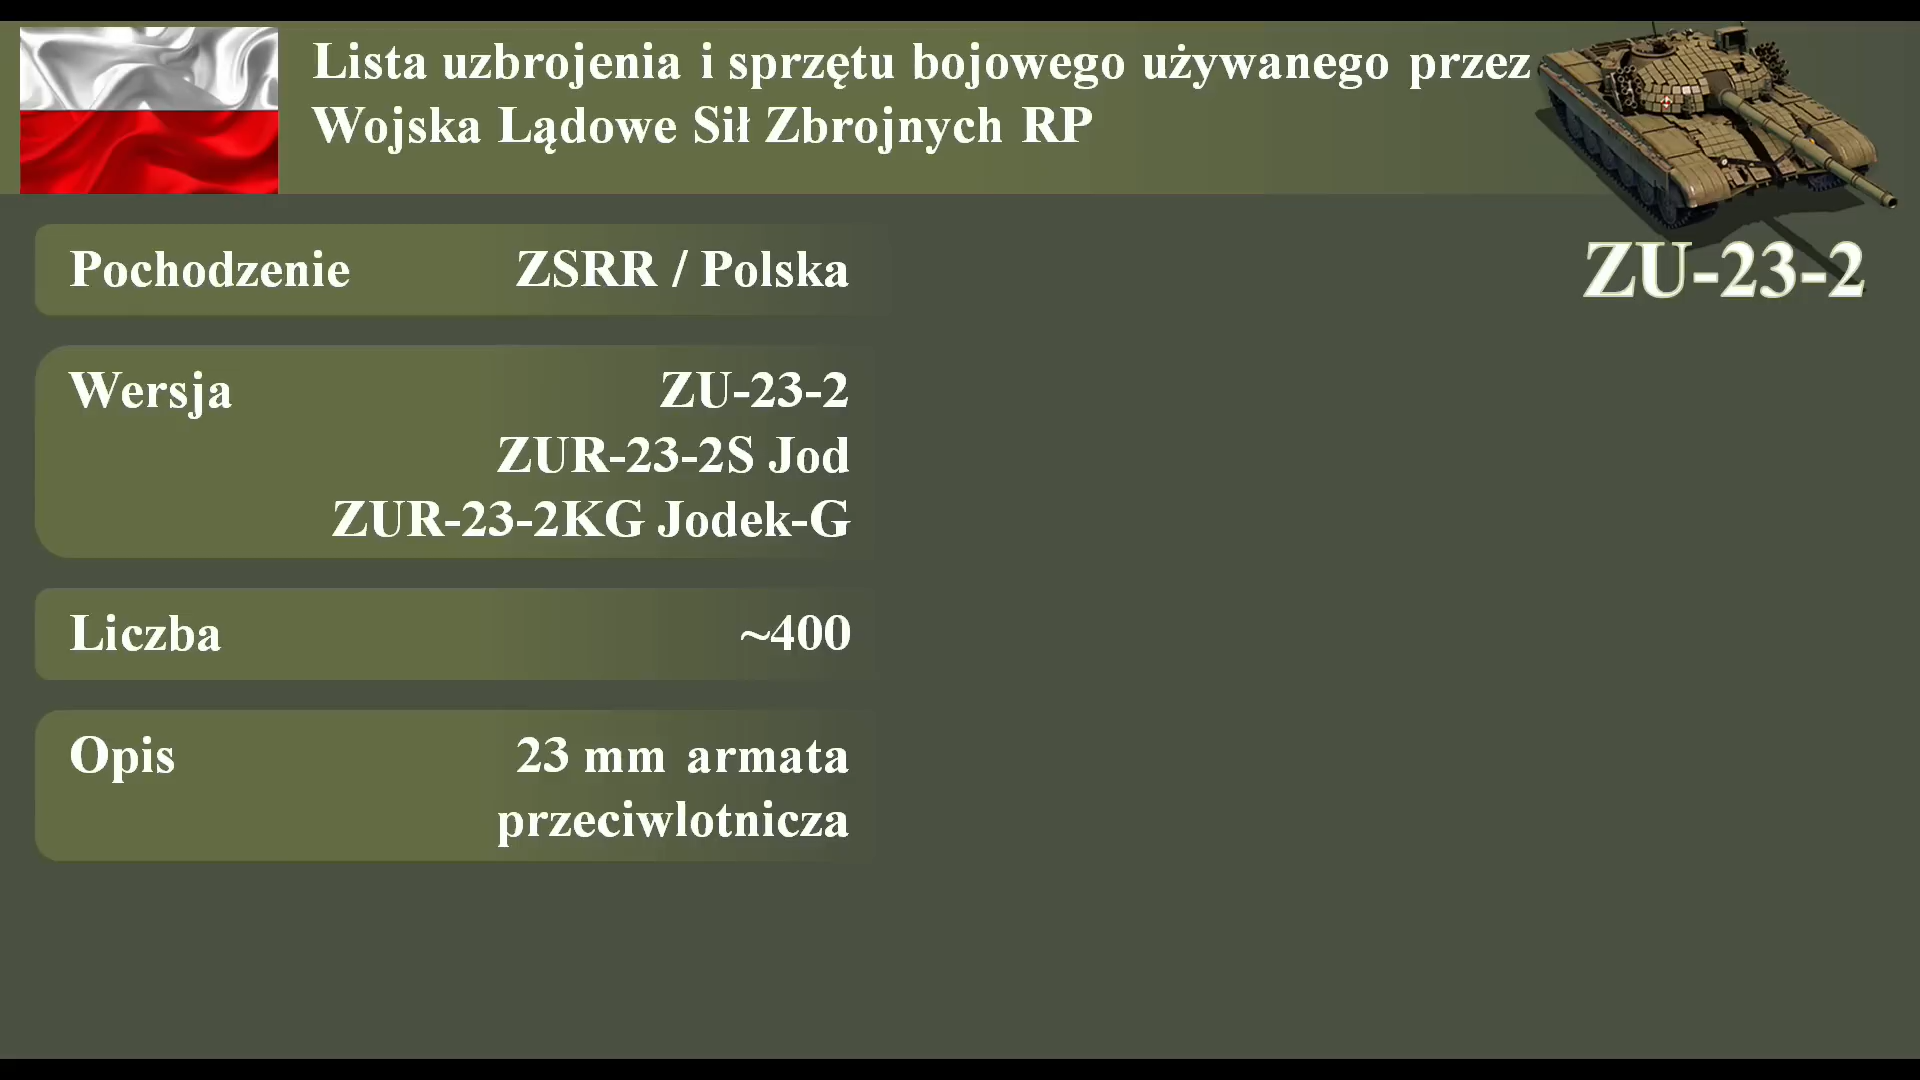 Lista uzbrojenia i sprzętu bojowego używanego przez
Wojska Lądowe Sił Zbrojnych RP
ZU-23-2
Pochodzenie ZSRR / Polska
Wersja ZU-23-2
ZUR-23-2S Jod
ZUR-23-2KG Jodek-G
Liczba ~400
Opis 23 mm armata
przeciwlotnicza